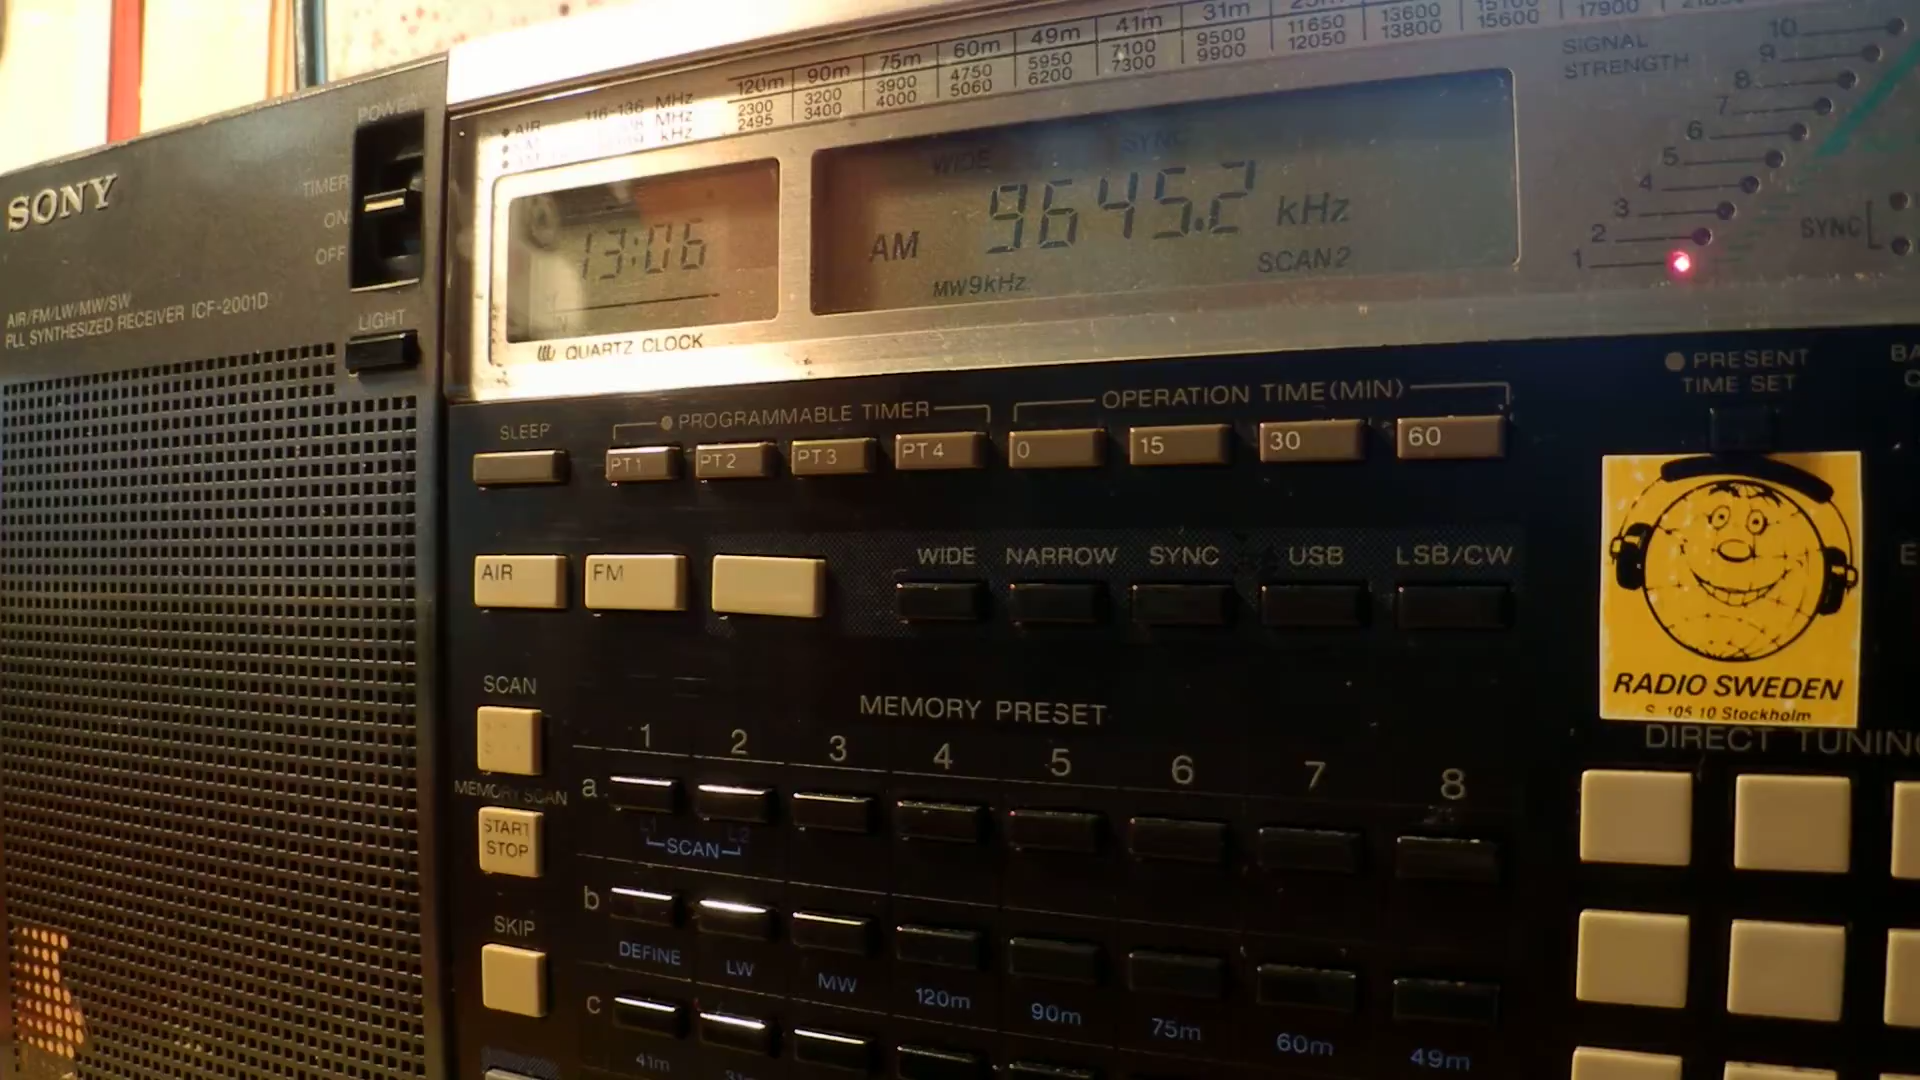 SONY
AIR/FM/LW/MW/SW
PLL SYNTHESIZED RECEIVER ICF-2001D
POWER
TIMER
ON
OFF
LIGHT
AIR 116-136 MHz
MHz
kHz
120m 90m 75m 60m 49m 41m 31m
2300 3200 3900 4750 5950 7100 9500 11650 13600 15100 17900
2495 3400 4000 5060 6200 7300 9900 12050 13800 15600
13:06
QUARTZ CLOCK
WIDE SYNC
AM 9645.2 kHz
MW9kHz SCAN2
SIGNAL
STRENGTH
10
9
8
7
6
5
4
3
2
1
SYNC
SLEEP
PROGRAMMABLE TIMER
PT1 PT2 PT3 PT4
OPERATION TIME(MIN)
0 15 30 60
PRESENT
TIME SET
AIR FM
WIDE NARROW SYNC USB LSB/CW
RADIO SWEDEN
S-105 10 Stockholm
DIRECT TUNING
SCAN
MEMORY SCAN
START
STOP
SKIP
MEMORY PRESET
1 2 3 4 5 6 7 8
a
L1 L2
SCAN
b
DEFINE LW MW 120m 90m 75m 60m 49m
c
41m